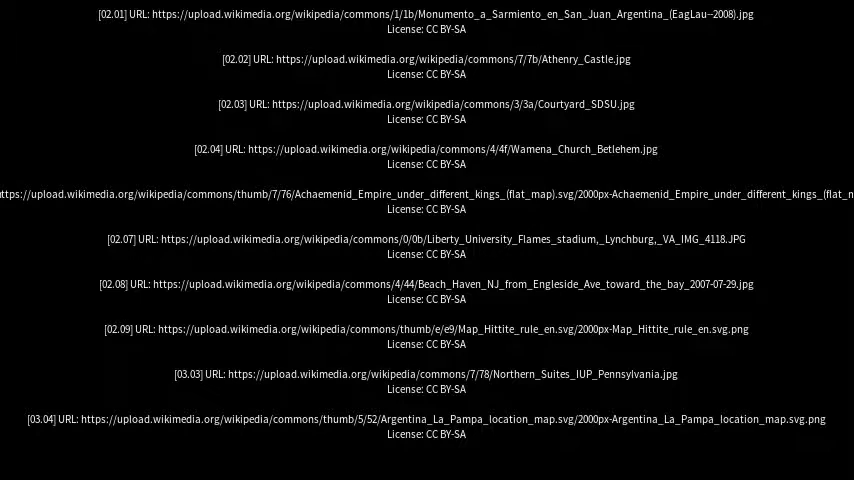 [02.01] URL: https://upload.wikimedia.org/wikipedia/commons/1/1b/Monumento_a_Sarmiento_en_San_Juan_Argentina_(EagLau--2008).jpg
License: CC BY-SA
[02.02] URL: https://upload.wikimedia.org/wikipedia/commons/7/7b/Athenry_Castle.jpg
License: CC BY-SA
[02.03] URL: https://upload.wikimedia.org/wikipedia/commons/3/3a/Courtyard_SDSU.jpg
License: CC BY-SA
[02.04] URL: https://upload.wikimedia.org/wikipedia/commons/4/4f/Wamena_Church_Betlehem.jpg
License: CC BY-SA
ttps://upload.wikimedia.org/wikipedia/commons/thumb/7/76/Achaemenid_Empire_under_different_kings_(flat_map).svg/2000px-Achaemenid_Empire_under_different_kings_(flat_
License: CC BY-SA
[02.07] URL: https://upload.wikimedia.org/wikipedia/commons/0/0b/Liberty_University_Flames_stadium,_Lynchburg,_VA_IMG_4118.JPG
License: CC BY-SA
[02.08] URL: https://upload.wikimedia.org/wikipedia/commons/4/44/Beach_Haven_NJ_from_Engleside_Ave_toward_the_bay_2007-07-29.jpg
License: CC BY-SA
[02.09] URL: https://upload.wikimedia.org/wikipedia/commons/thumb/e/e9/Map_Hittite_rule_en.svg/2000px-Map_Hittite_rule_en.svg.png
License: CC BY-SA
[03.03] URL: https://upload.wikimedia.org/wikipedia/commons/7/78/Northern_Suites_IUP_Pennsylvania.jpg
License: CC BY-SA
[03.04] URL: https://upload.wikimedia.org/wikipedia/commons/thumb/5/52/Argentina_La_Pampa_location_map.svg/2000px-Argentina_La_Pampa_location_map.svg.png
License: CC BY-SA